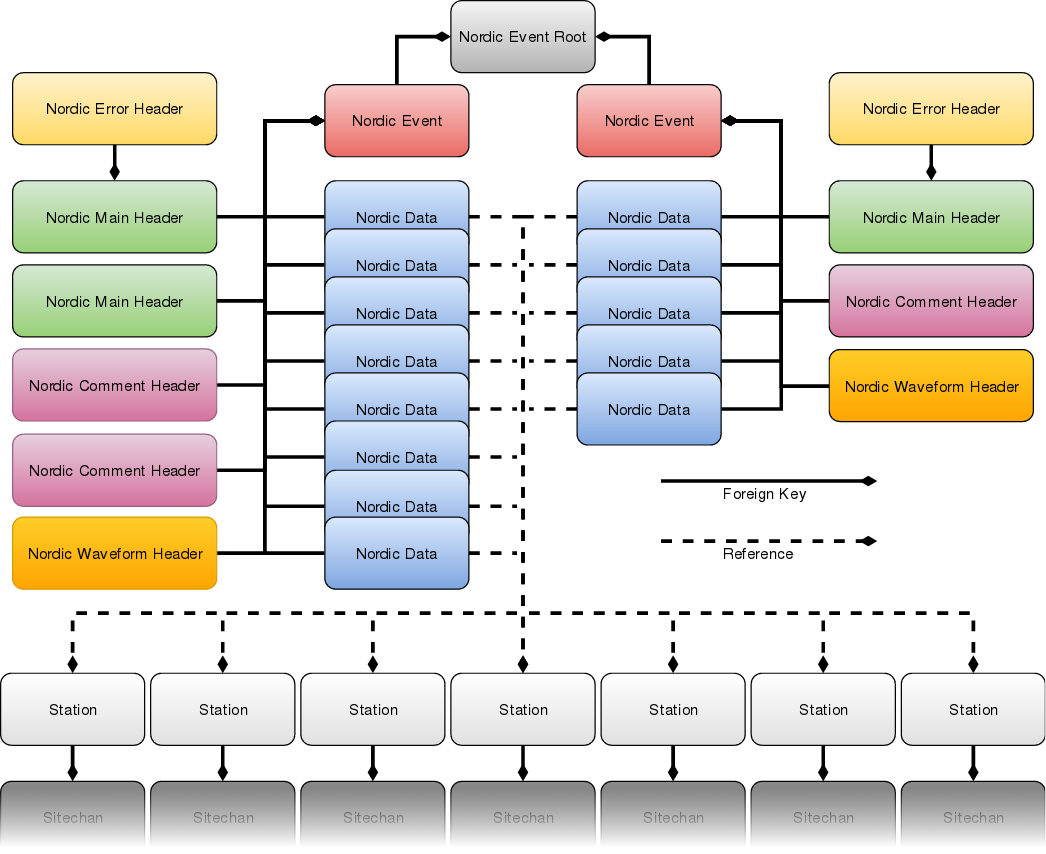 Nordic Event Root
Nordic Error Header
Nordic Event
Nordic Event
Nordic Error Header
Nordic Main Header
Nordic Data
Nordic Data
Nordic Main Header
Nordic Data
Nordic Data
Nordic Main Header
Nordic Comment Header
Nordic Data
Nordic Data
Nordic Data
Nordic Data
Nordic Comment Header
Nordic Waveform Header
Nordic Data
Nordic Data
Nordic Data
Nordic Comment Header
Foreign Key
Nordic Data
Nordic Waveform Header
Nordic Data
Reference
Station
Station
Station
Station
Station
Station
Station
Sitechan
Sitechan
Sitechan
Sitechan
Sitechan
Sitechan
Sitechan